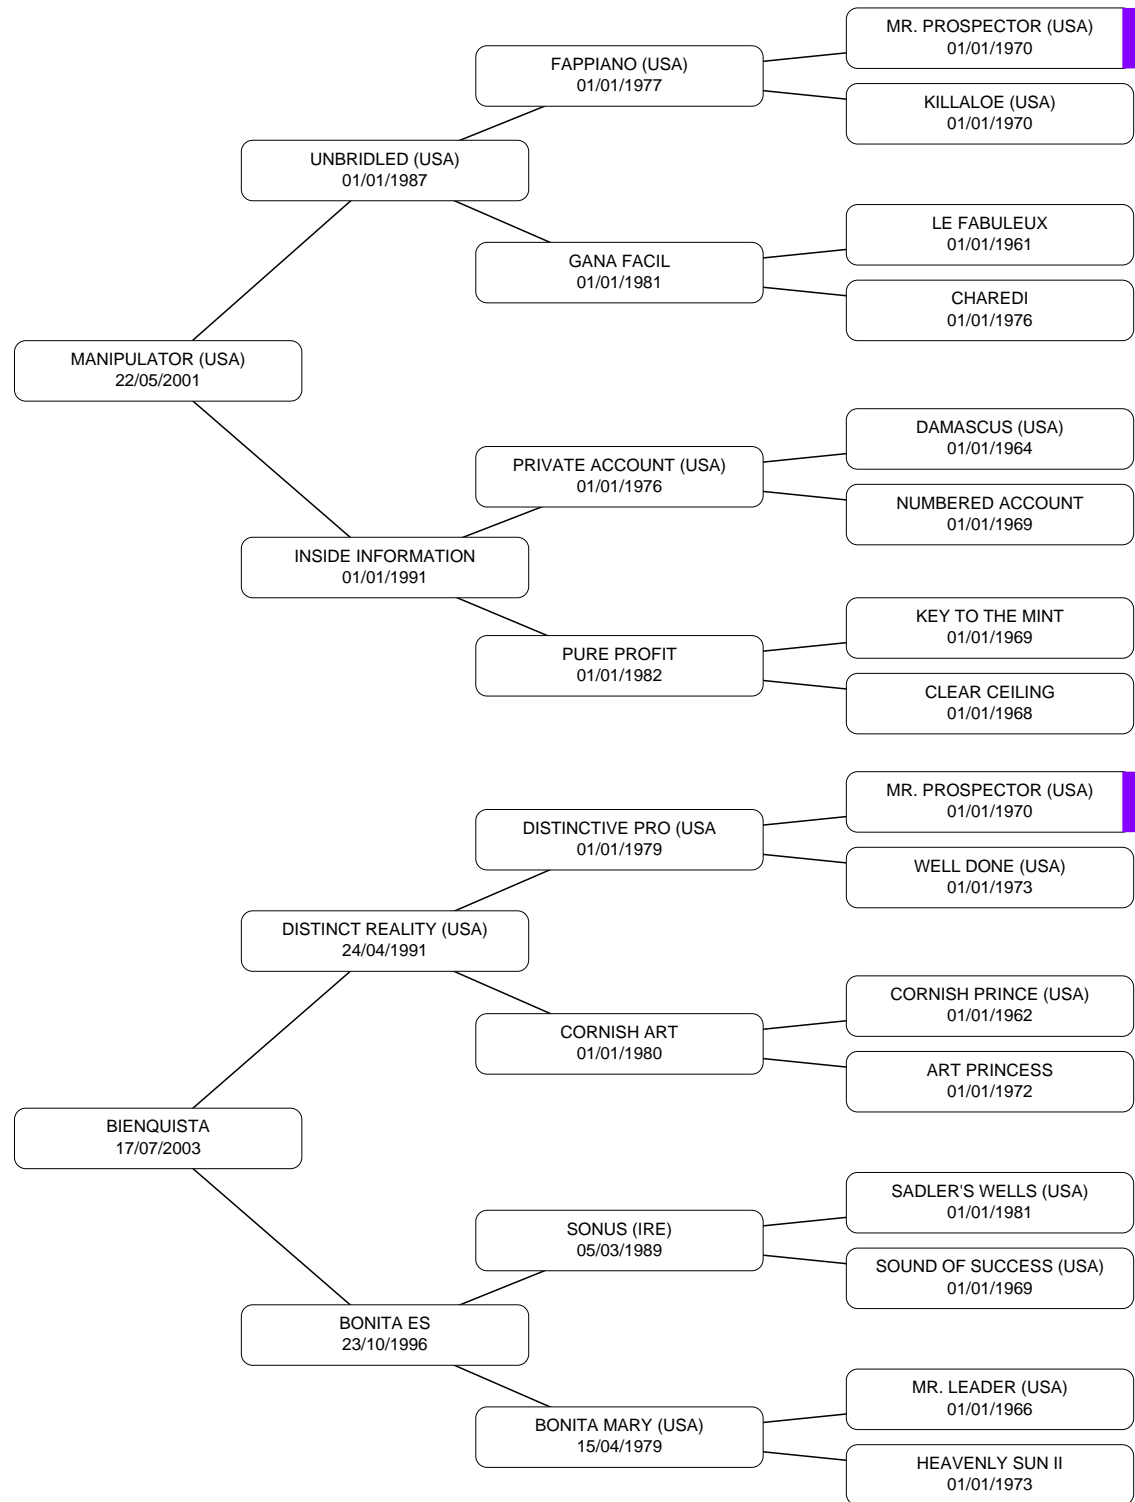 MR. PROSPECTOR (USA)
01/01/1970
FAPPIANO (USA)
01/01/1977
KILLALOE (USA)
01/01/1970
UNBRIDLED (USA)
01/01/1987
LE FABULEUX
01/01/1961
GANA FACIL
01/01/1981
CHAREDI
01/01/1976
MANIPULATOR (USA)
22/05/2001
DAMASCUS (USA)
01/01/1964
PRIVATE ACCOUNT (USA)
01/01/1976
NUMBERED ACCOUNT
01/01/1969
INSIDE INFORMATION
01/01/1991
KEY TO THE MINT
01/01/1969
PURE PROFIT
01/01/1982
CLEAR CEILING
01/01/1968
MR. PROSPECTOR (USA)
01/01/1970
DISTINCTIVE PRO (USA
01/01/1979
WELL DONE (USA)
01/01/1973
DISTINCT REALITY (USA)
24/04/1991
CORNISH PRINCE (USA)
01/01/1962
CORNISH ART
01/01/1980
ART PRINCESS
01/01/1972
BIENQUISTA
17/07/2003
SADLER'S WELLS (USA)
01/01/1981
SONUS (IRE)
05/03/1989
SOUND OF SUCCESS (USA)
01/01/1969
BONITA ES
23/10/1996
MR. LEADER (USA)
01/01/1966
BONITA MARY (USA)
15/04/1979
HEAVENLY SUN II
01/01/1973